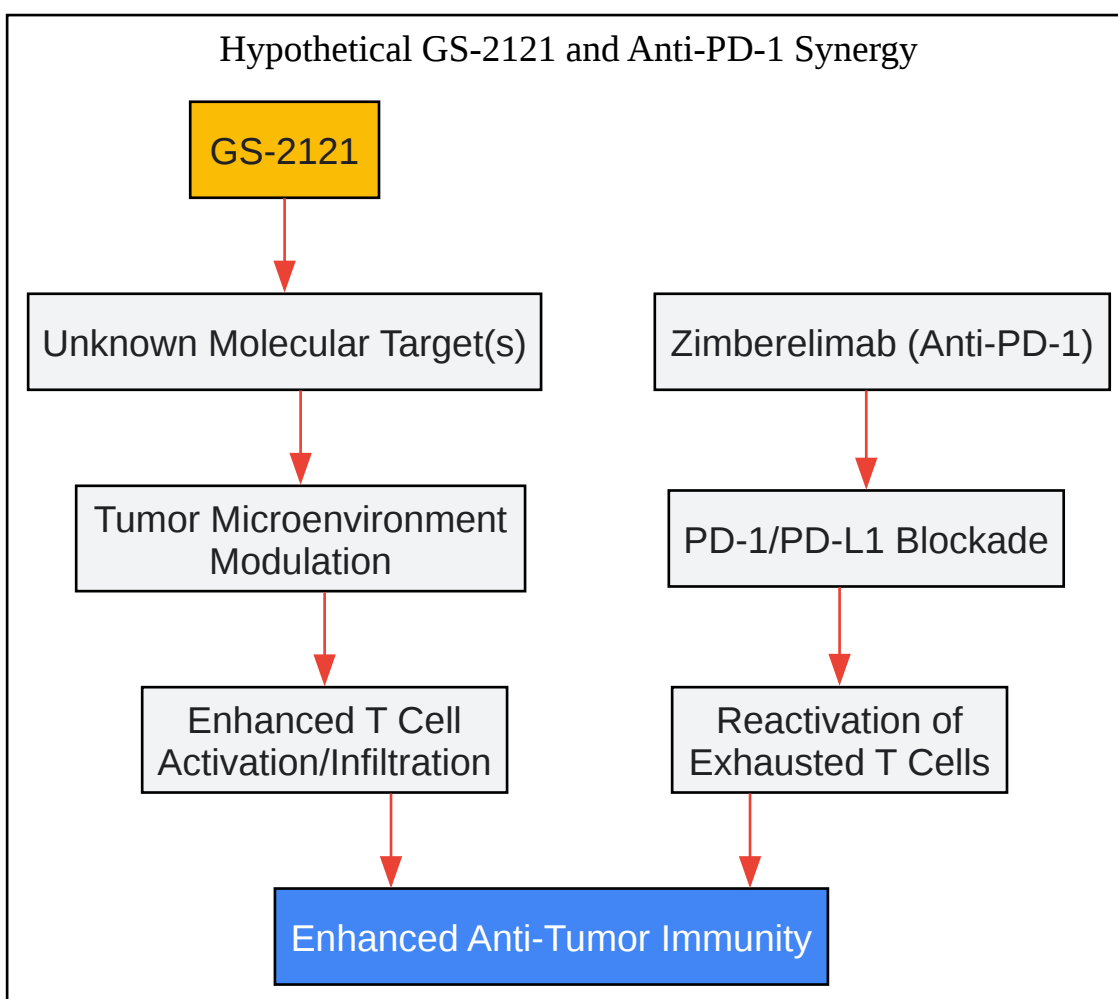 Hypothetical GS-2121 and Anti-PD-1 Synergy
GS-2121
Unknown Molecular Target(s)
Tumor Microenvironment
Modulation
Enhanced T Cell
Activation/Infiltration
Zimberelimab (Anti-PD-1)
PD-1/PD-L1 Blockade
Reactivation of
Exhausted T Cells
Enhanced Anti-Tumor Immunity